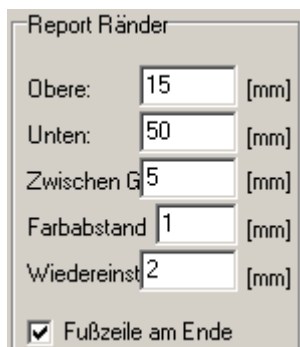 Report Ränder
Obere: 15 [mm]
Unten: 50 [mm]
Zwischen G 5 [mm]
Farbabstand 1 [mm]
Wiedereinst 2 [mm]
Fußzeile am Ende